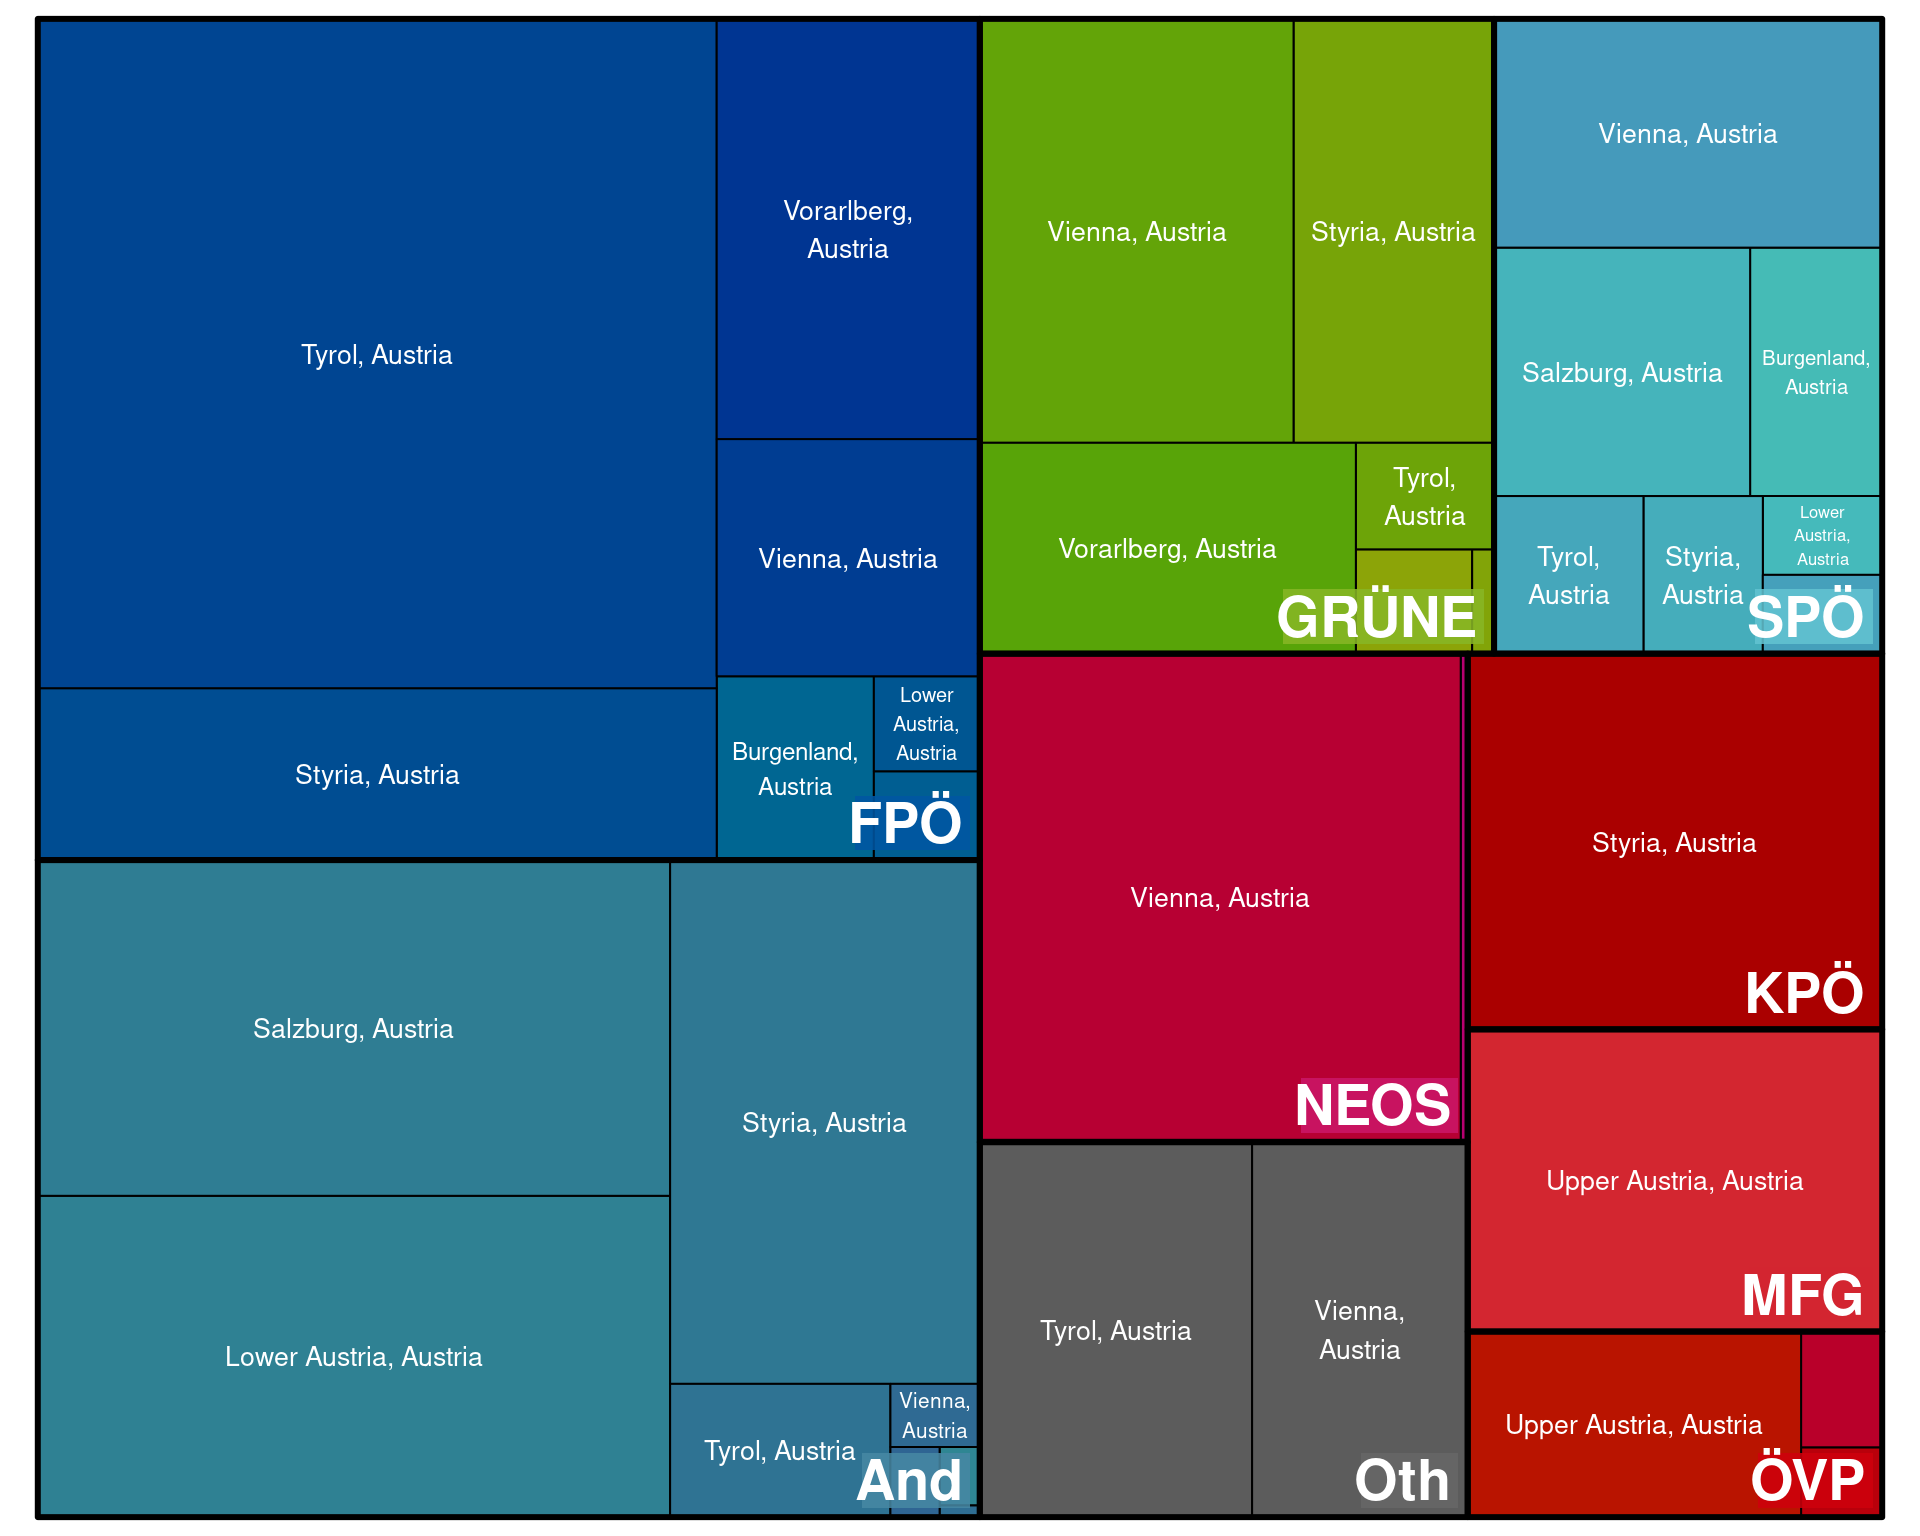 Tyrol, Austria
Vorarlberg,
Austria
Vienna, Austria
Styria, Austria
Burgenland,
Austria
Lower
Austria,
Austria
FPÖ
Salzburg, Austria
Lower Austria, Austria
Styria, Austria
Tyrol, Austria
Vienna,
Austria
And
Vienna, Austria
Styria, Austria
Vorarlberg, Austria
Tyrol,
Austria
GRÜNE
Vienna, Austria
Salzburg, Austria
Burgenland,
Austria
Tyrol,
Austria
Styria,
Austria
Lower
Austria,
Austria
SPÖ
Vienna, Austria
NEOS
Styria, Austria
KPÖ
Upper Austria, Austria
MFG
Tyrol, Austria
Vienna,
Austria
Oth
Upper Austria, Austria
ÖVP